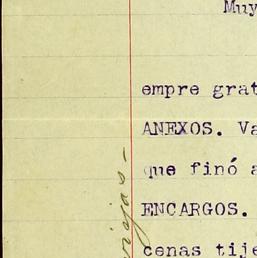 Muy
empre grat
ANEXOS. Va
que finó a
ENCARGOS.
cenas tije